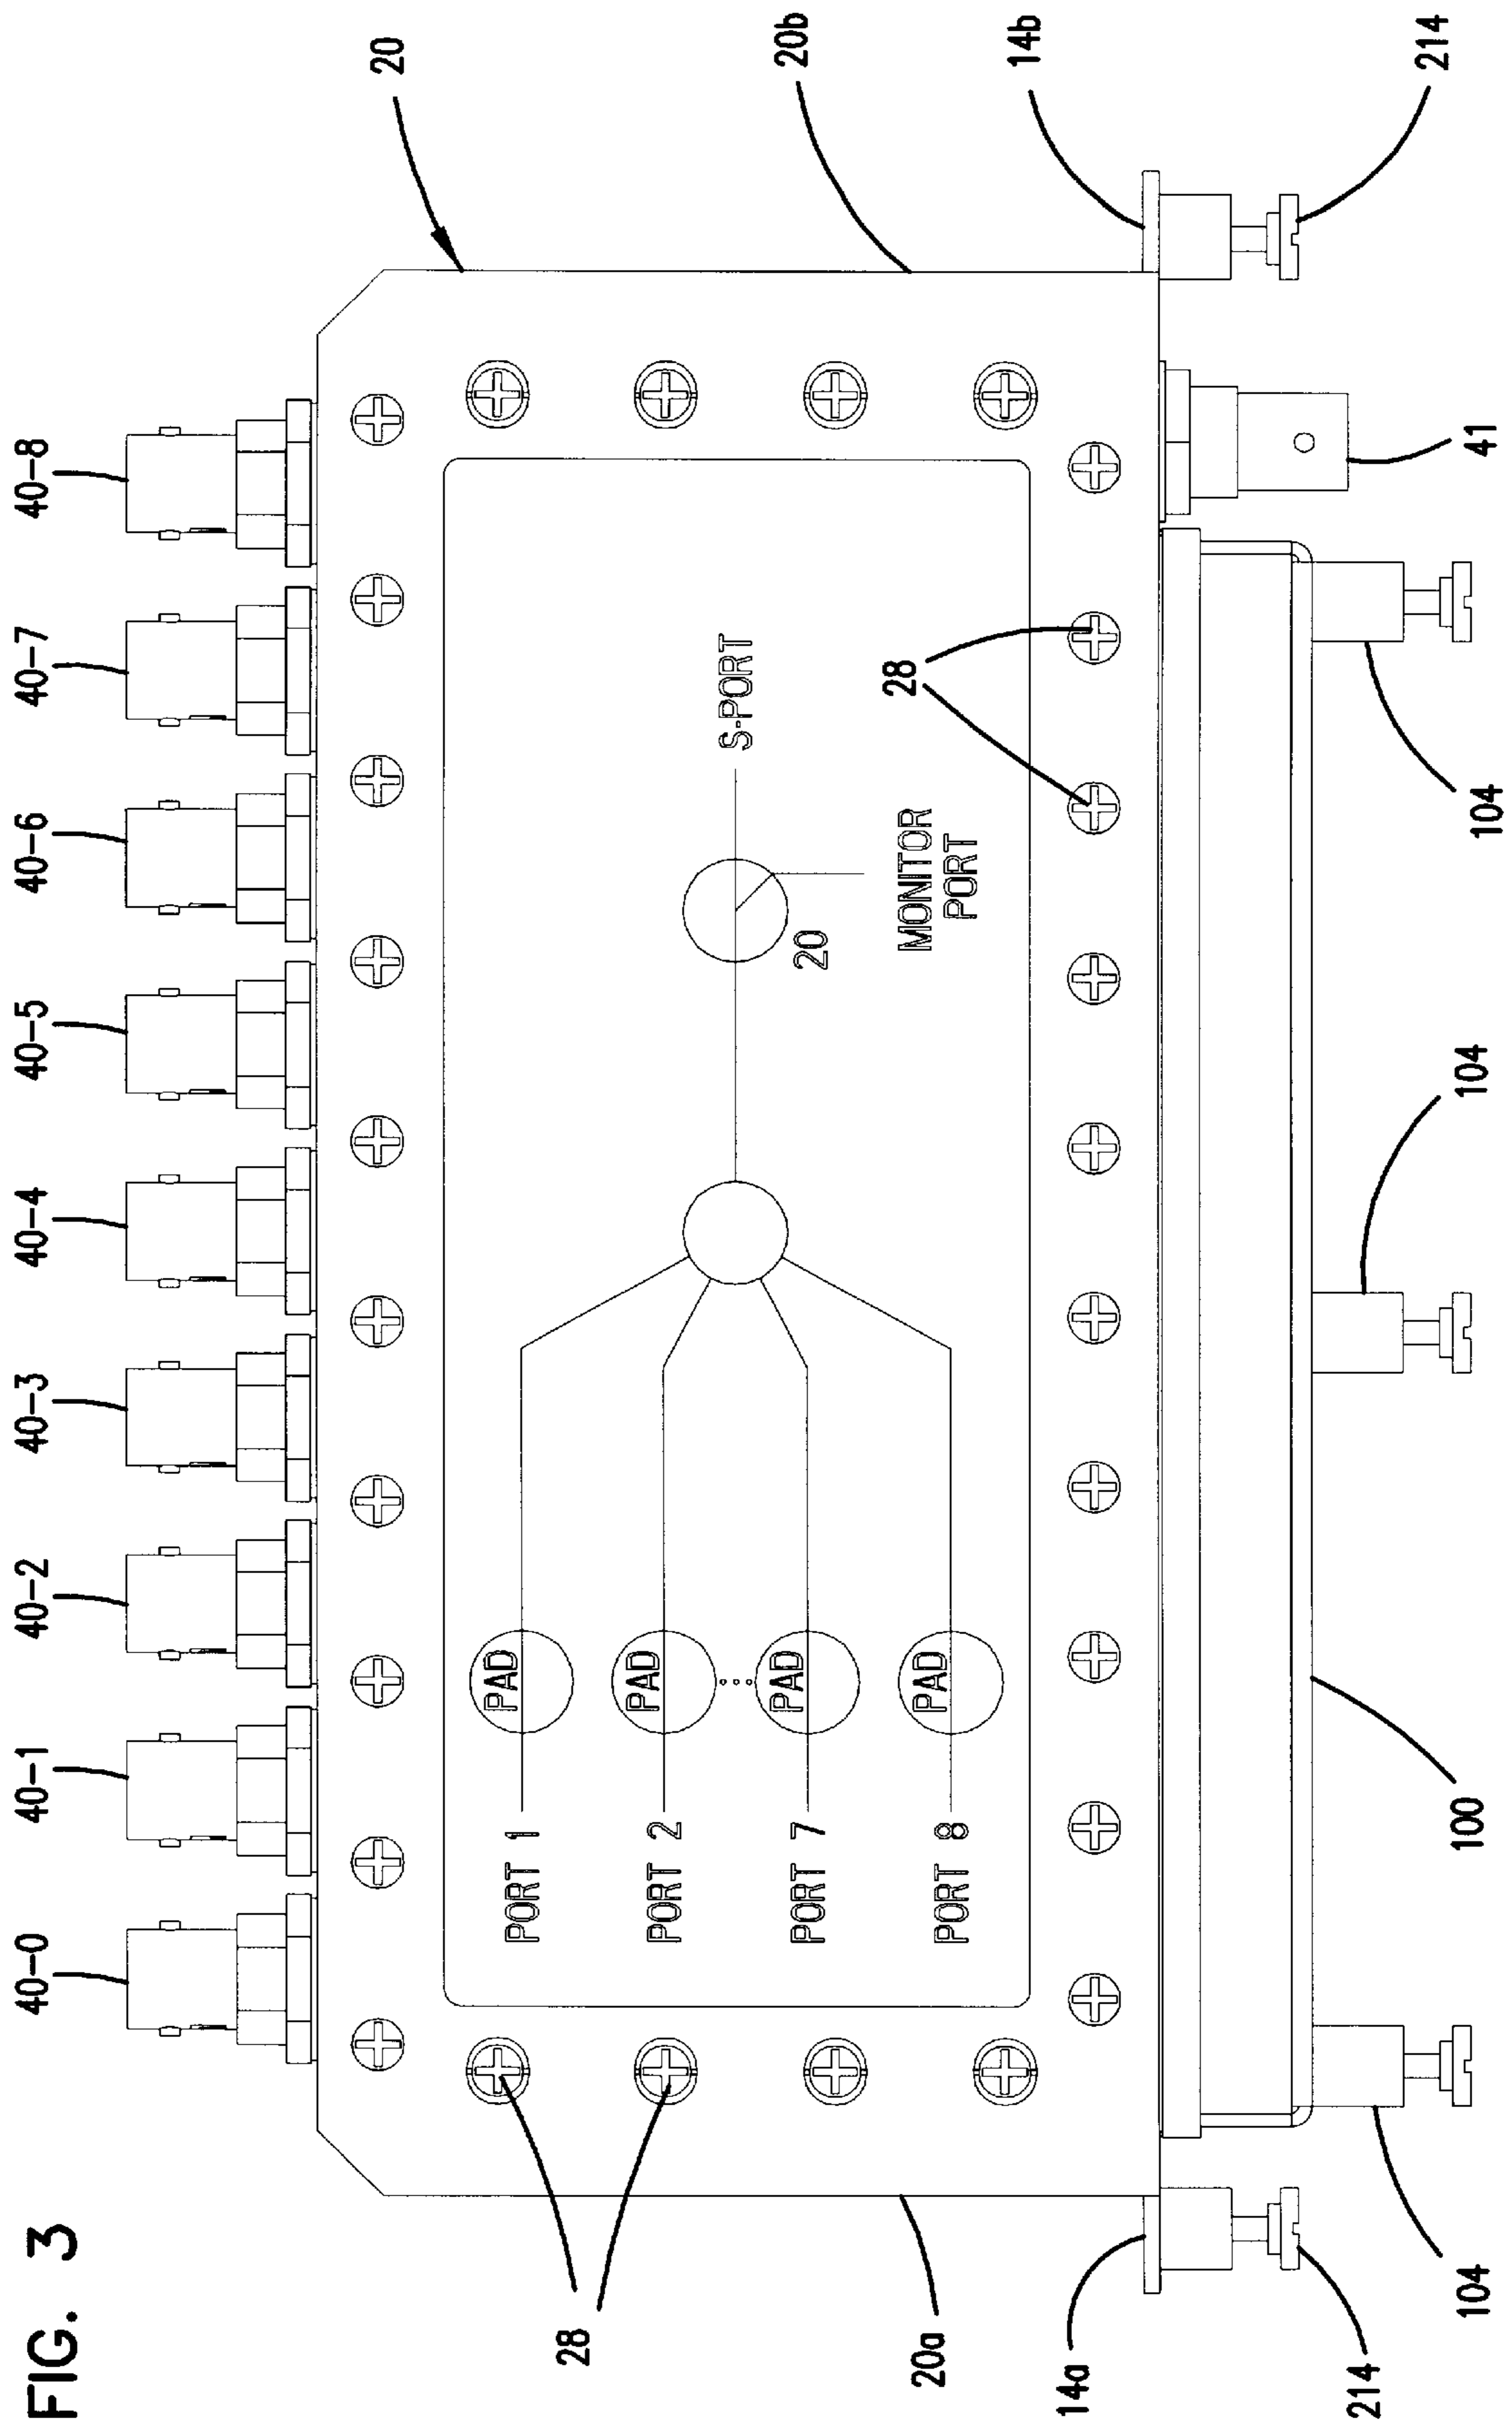 FIG. 3
40-0
40-1
40-2
40-3
40-4
40-5
40-6
40-7
40-8
20
20b
14b
214
28
PORT 1
PAD
PORT 2
PAD
PORT 7
PAD
PORT 8
PAD
S-PORT
20
MONITOR
PORT
28
20a
14a
214
104
100
104
104
41